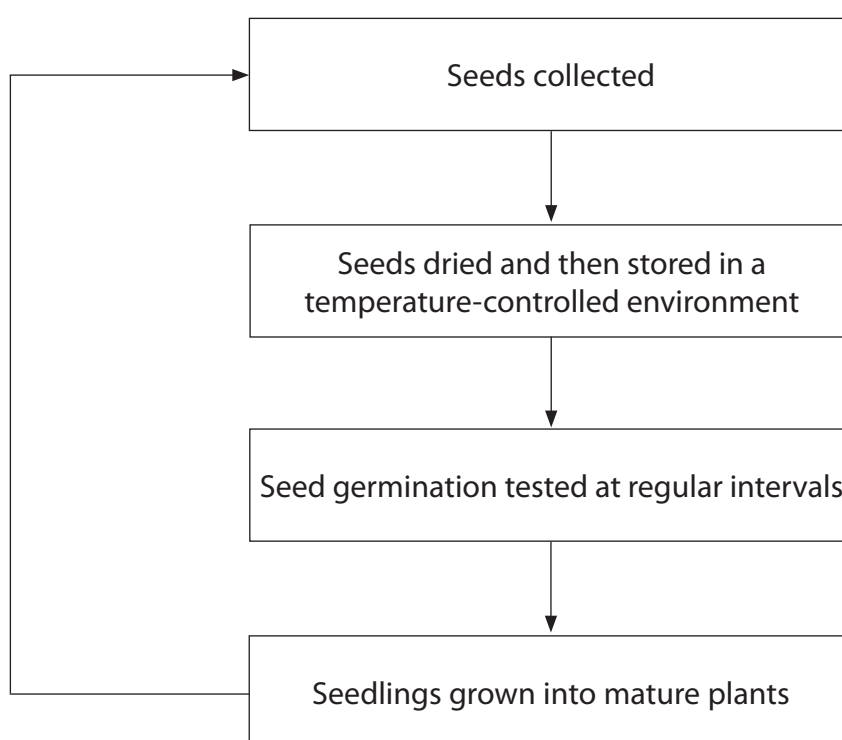 Seeds collected
Seeds dried and then stored in a
temperature-controlled environment
Seed germination tested at regular intervals
Seedlings grown into mature plants